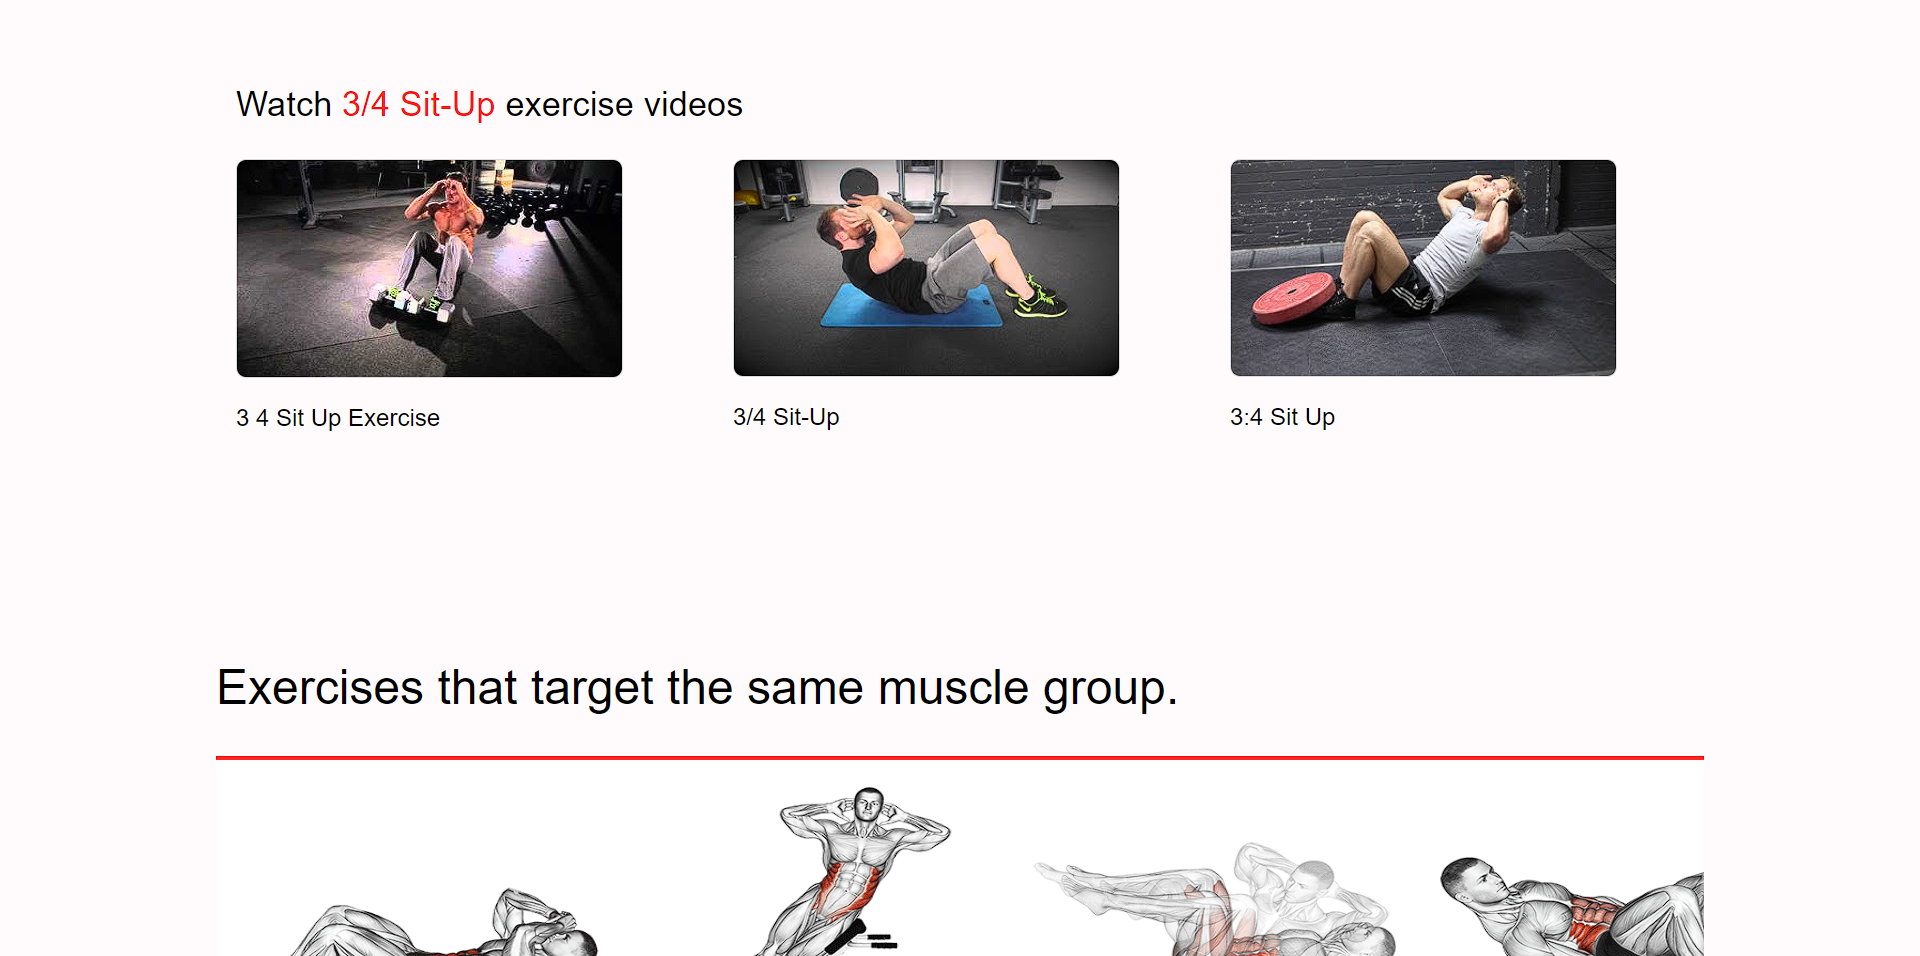 Watch 3/4 Sit-Up exercise videos
3 4 Sit Up Exercise
3/4 Sit-Up
3:4 Sit Up
Exercises that target the same muscle group.